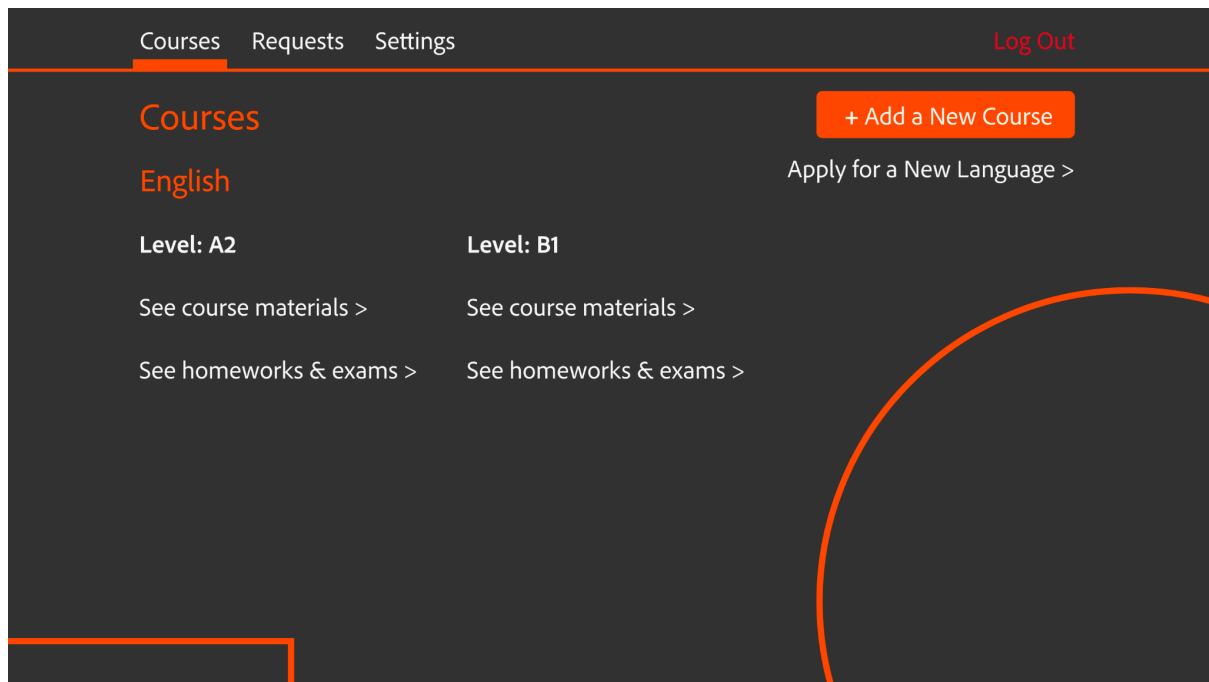 Courses Requests Settings Log Out
Courses
+ Add a New Course
English
Apply for a New Language >
Level: A2 Level: B1
See course materials > See course materials >
See homeworks & exams > See homeworks & exams >